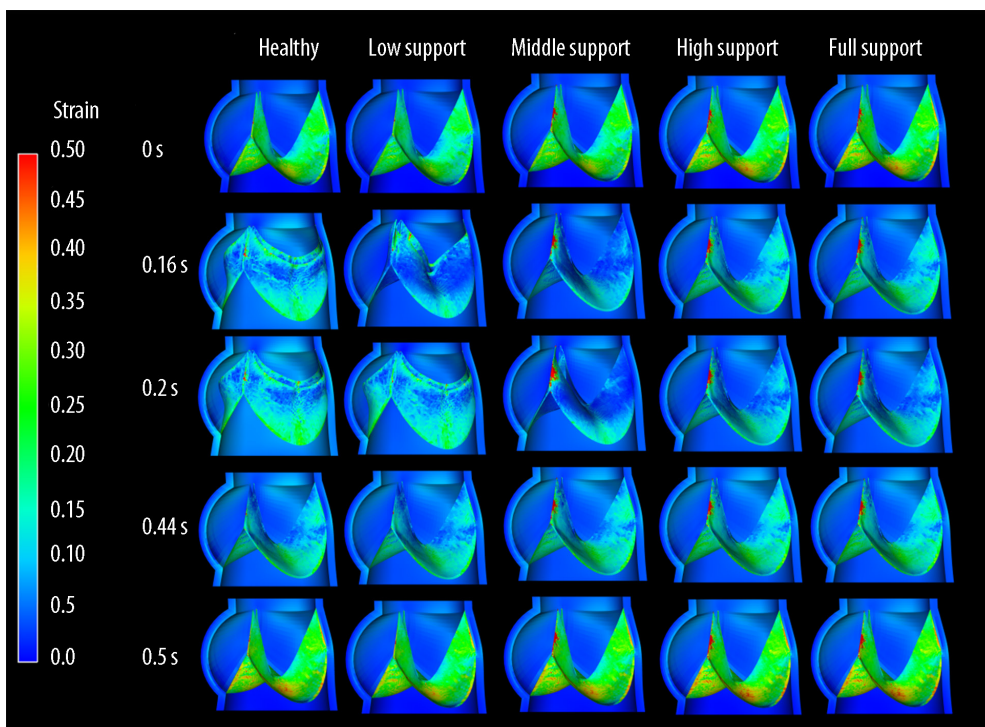 Healthy Low support Middle support High support Full support
Strain
0.50
0.45
0.40
0.35
0.30
0.25
0.20
0.15
0.10
0.5
0.0
0 s
0.16 s
0.2 s
0.44 s
0.5 s